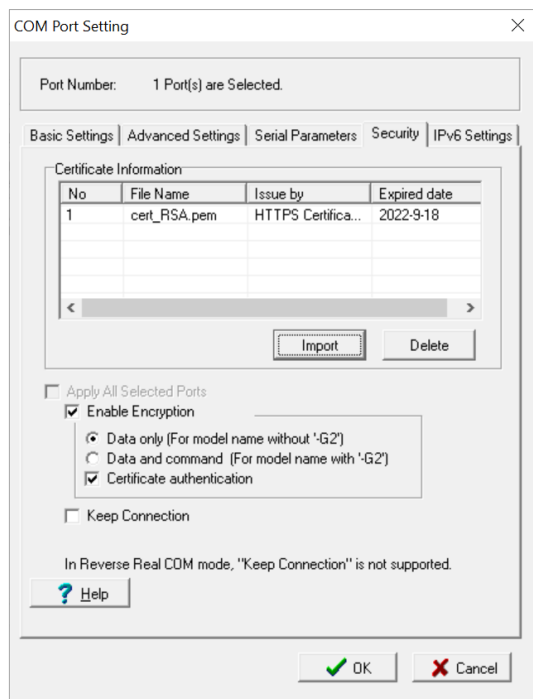 COM Port Setting
Port Number: 1 Port(s) are Selected.
Basic Settings Advanced Settings Serial Parameters Security IPv6 Settings
Certificate Information
No File Name Issue by Expired date
1 cert_RSA.pem HTTPS Certifica... 2022-9-18
Import Delete
Apply All Selected Ports
Enable Encryption
Data only (For model name without '-G2')
Data and command (For model name with '-G2')
Certificate authentication
Keep Connection
In Reverse Real COM mode, "Keep Connection" is not supported.
? Help
OK Cancel